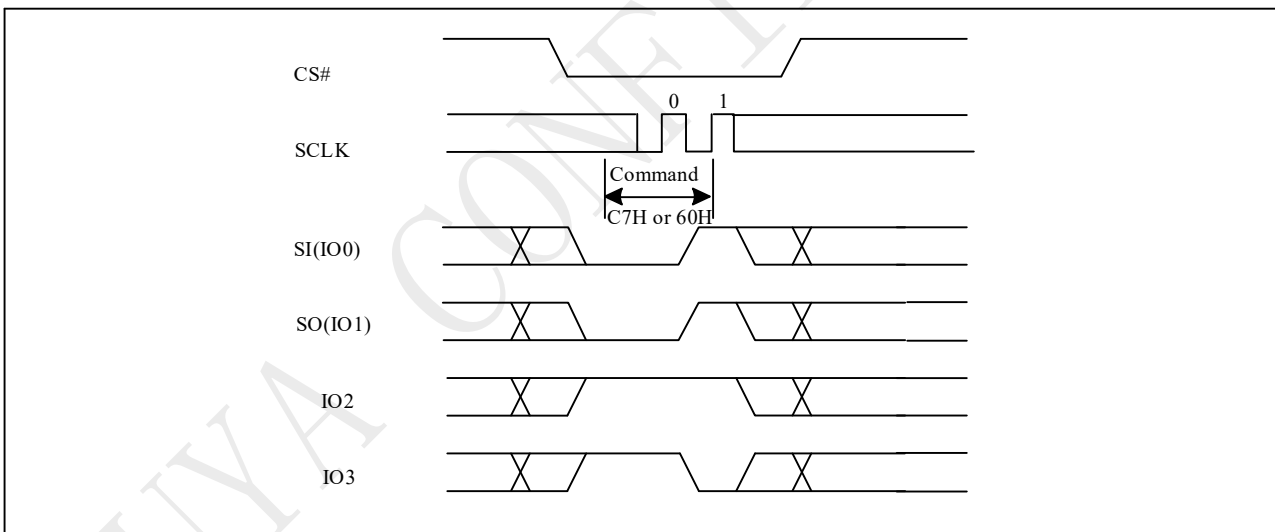 CS#
0 1
SCLK
Command
C7H or 60H
SI(IO0)
SO(IO1)
IO2
IO3